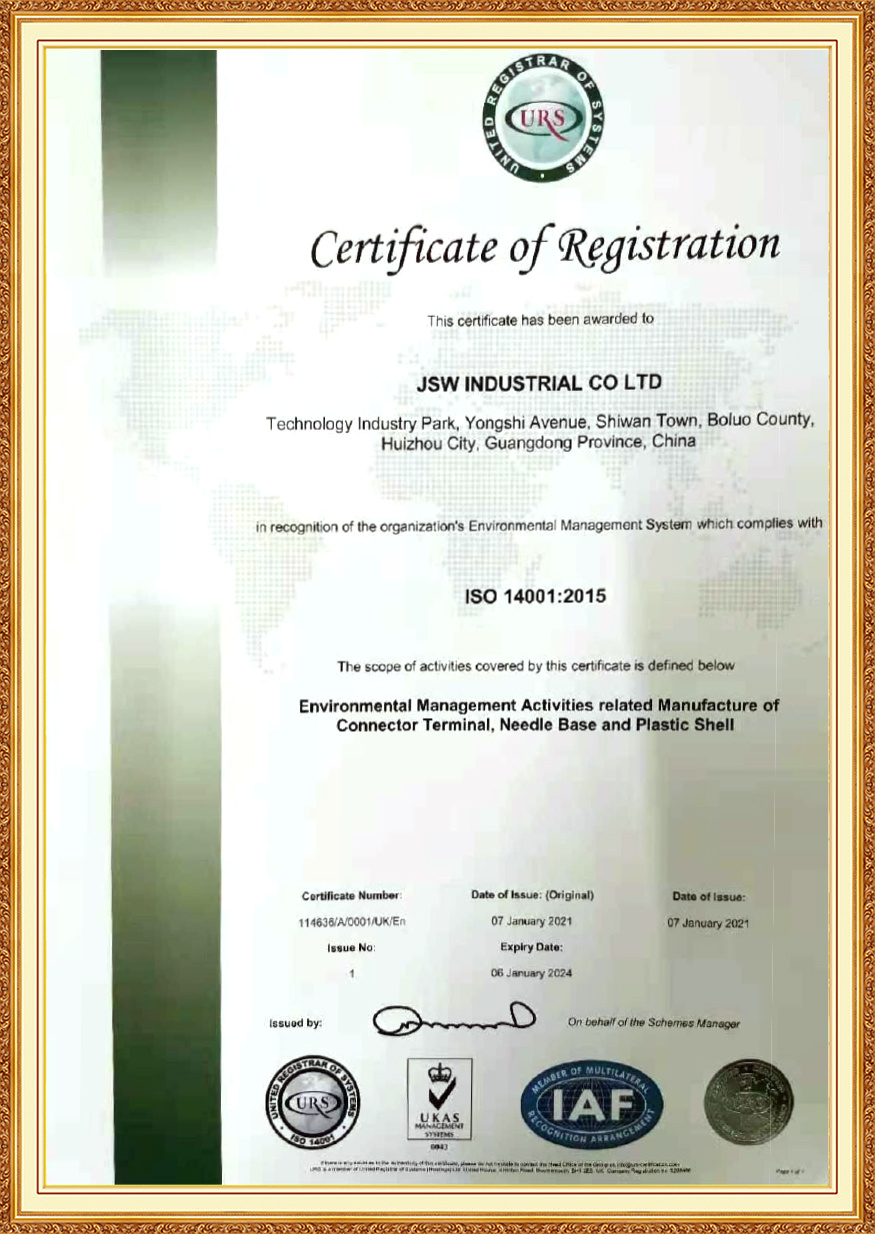 UNITED REGISTRAR OF SYSTEMS
URS
Certificate of Registration
This certificate has been awarded to
JSW INDUSTRIAL CO LTD
Technology Industry Park, Yongshi Avenue, Shiwan Town, Boluo County,
Huizhou City, Guangdong Province, China
in recognition of the organization's Environmental Management System which complies with
ISO 14001:2015
The scope of activities covered by this certificate is defined below
Environmental Management Activities related Manufacture of
Connector Terminal, Needle Base and Plastic Shell
Certificate Number: Date of Issue: (Original) Date of Issue:
114636/A/0001/UK/En 07 January 2021 07 January 2021
Issue No: Expiry Date:
1 06 January 2024
Issued by: On behalf of the Schemes Manager
UNITED REGISTRAR OF SYSTEMS
URS
ISO 14001
UKAS
MANAGEMENT
SYSTEMS
0043
MEMBER OF MULTILATERAL
IAF
RECOGNITION ARRANGEMENT
Page 1 of 1